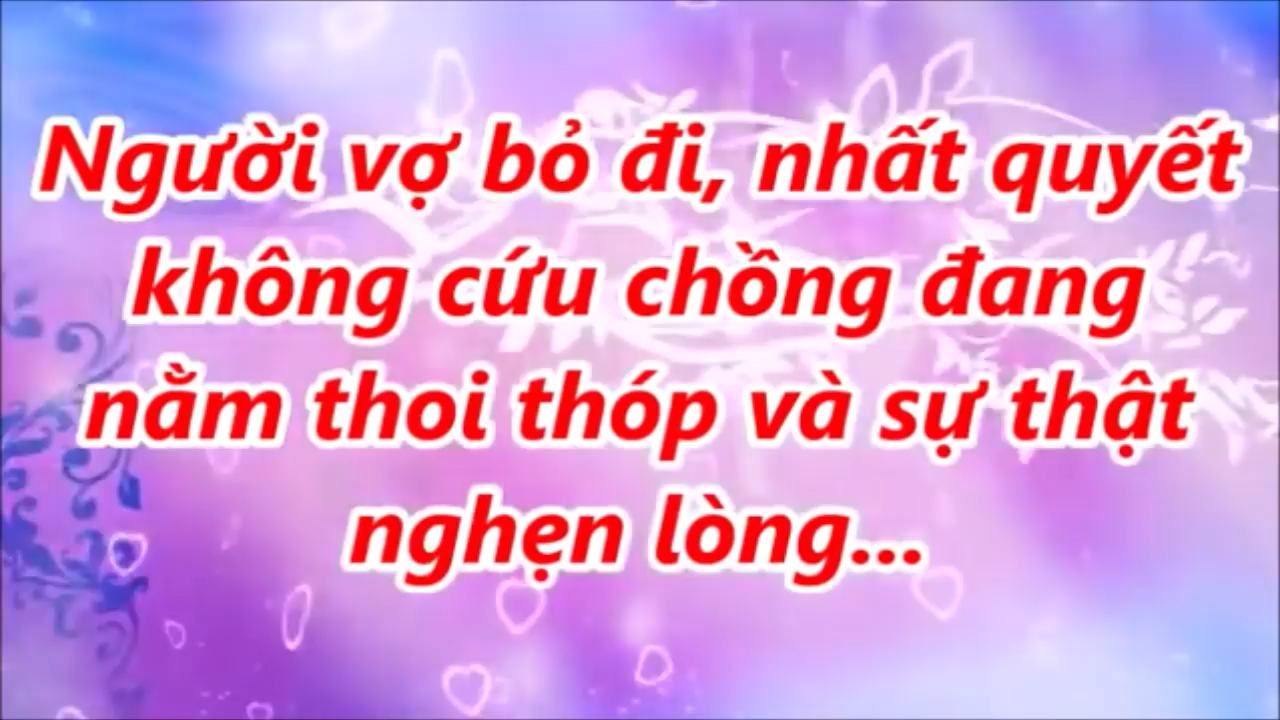 Người vợ bỏ đi, nhất quyết
không cứu chồng đang
nằm thoi thóp và sự thật
nghẹn lòng...